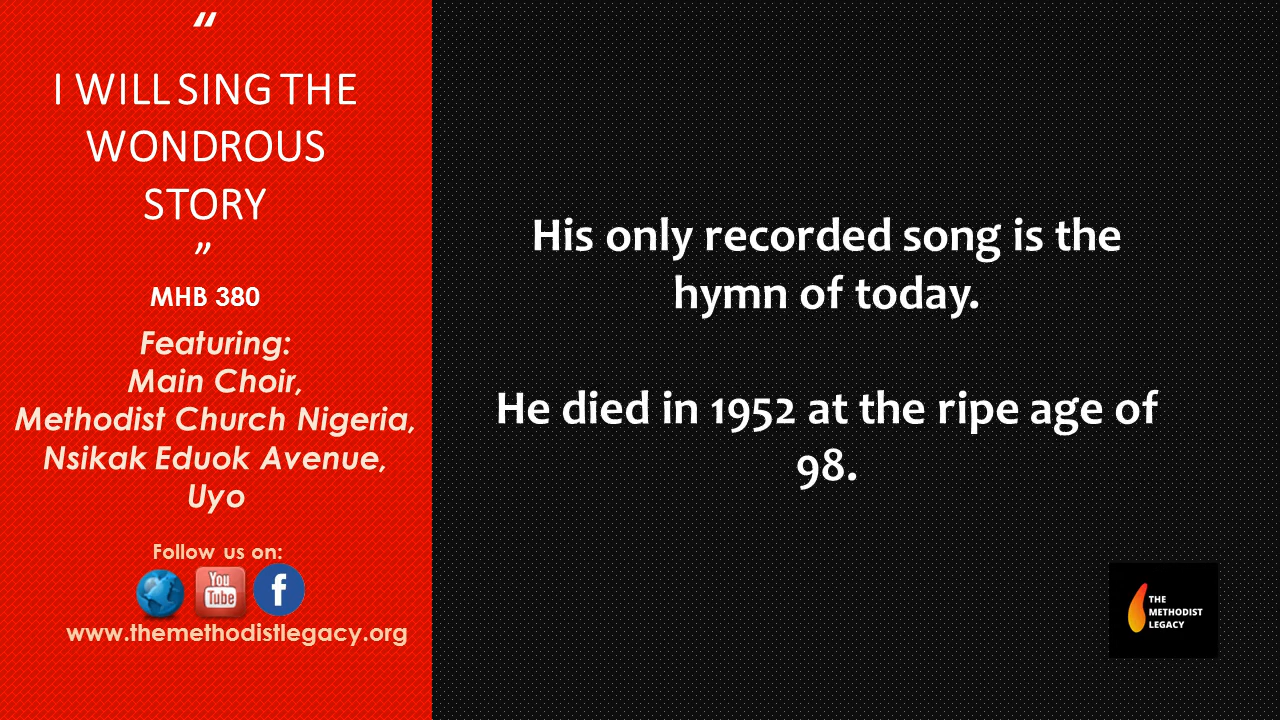 “
I WILL SING THE
WONDROUS
STORY
”
MHB 380
Featuring:
Main Choir,
Methodist Church Nigeria,
Nsikak Eduok Avenue,
Uyo
Follow us on:
You
Tube
f
www.themethodistlegacy.org
His only recorded song is the
hymn of today.
He died in 1952 at the ripe age of
98.
THE
METHODIST
LEGACY